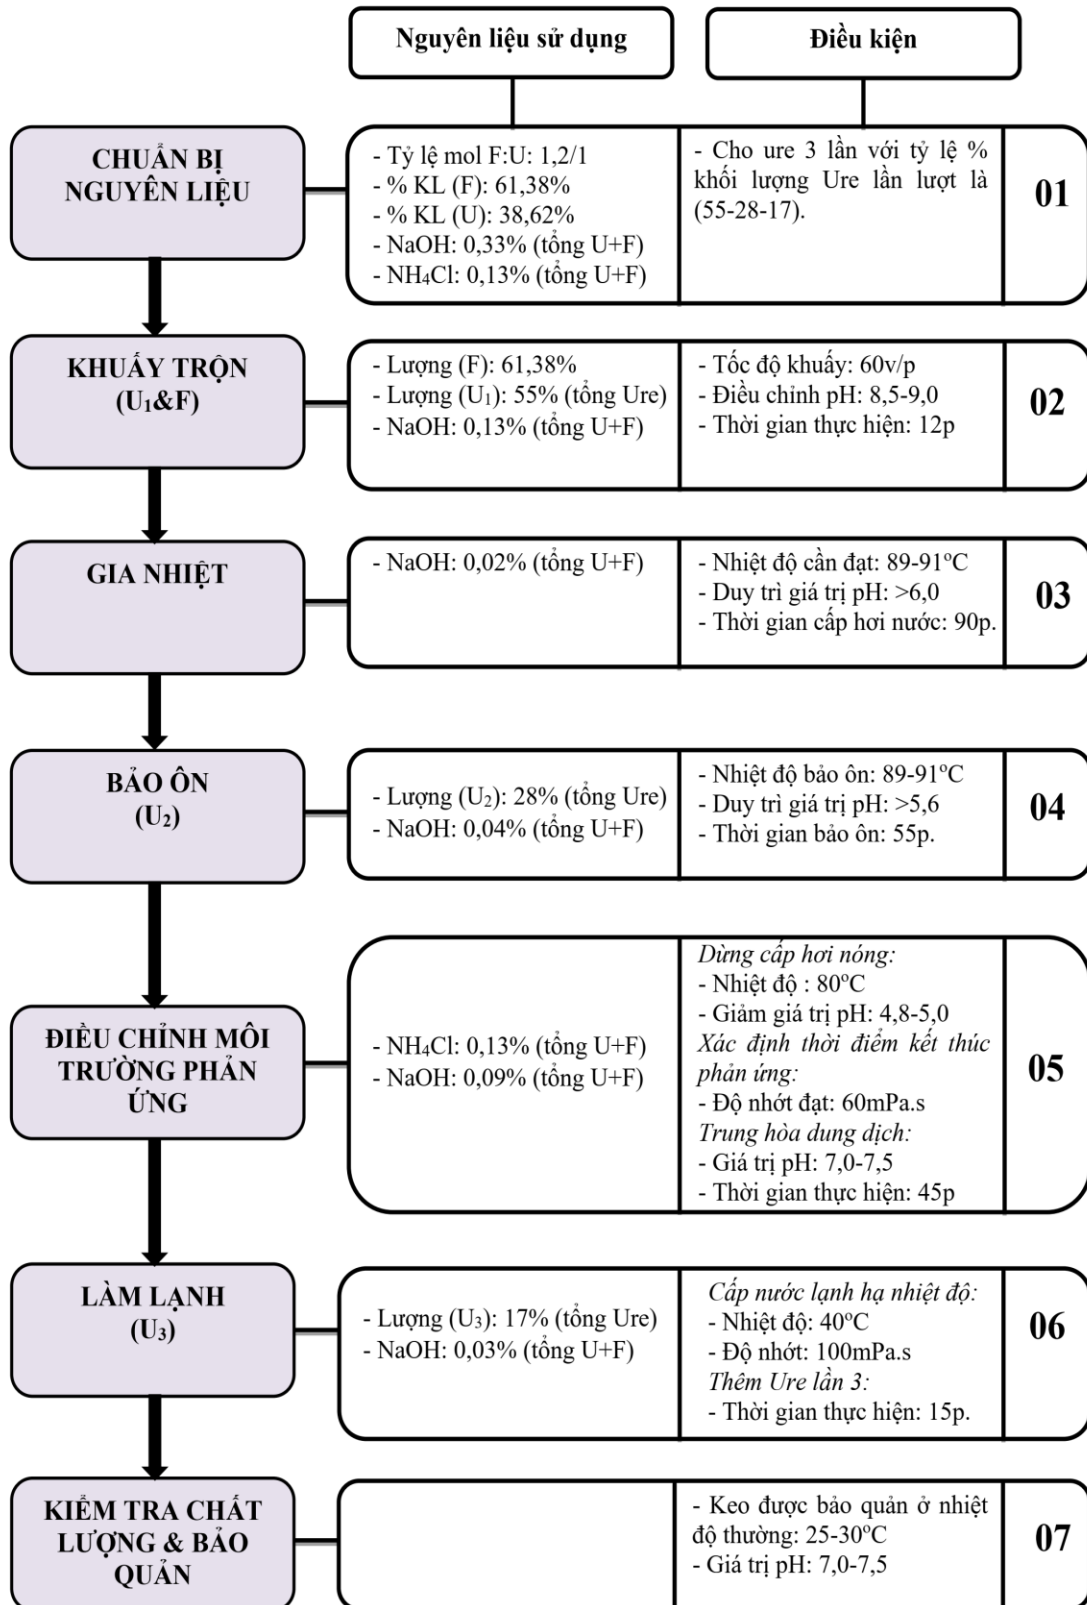 Nguyên liệu sử dụng
Điều kiện
CHUẨN BỊ
NGUYÊN LIỆU
- Tỷ lệ mol F:U: 1,2/1
- % KL (F): 61,38%
- % KL (U): 38,62%
- NaOH: 0,33% (tổng U+F)
- NH₄Cl: 0,13% (tổng U+F)
- Cho ure 3 lần với tỷ lệ %
khối lượng Ure lần lượt là
(55-28-17).
01
KHUẤY TRỘN
(U₁&F)
- Lượng (F): 61,38%
- Lượng (U₁): 55% (tổng Ure)
- NaOH: 0,13% (tổng U+F)
- Tốc độ khuấy: 60v/p
- Điều chỉnh pH: 8,5-9,0
- Thời gian thực hiện: 12p
02
GIA NHIỆT
- NaOH: 0,02% (tổng U+F)
- Nhiệt độ cần đạt: 89-91°C
- Duy trì giá trị pH: >6,0
- Thời gian cấp hơi nước: 90p.
03
BẢO ÔN
(U₂)
- Lượng (U₂): 28% (tổng Ure)
- NaOH: 0,04% (tổng U+F)
- Nhiệt độ bảo ôn: 89-91°C
- Duy trì giá trị pH: >5,6
- Thời gian bảo ôn: 55p.
04
ĐIỀU CHỈNH MÔI
TRƯỜNG PHẢN
ỨNG
- NH₄Cl: 0,13% (tổng U+F)
- NaOH: 0,09% (tổng U+F)
Dừng cấp hơi nóng:
- Nhiệt độ : 80°C
- Giảm giá trị pH: 4,8-5,0
Xác định thời điểm kết thúc
phản ứng:
- Độ nhớt đạt: 60mPa.s
Trung hòa dung dịch:
- Giá trị pH: 7,0-7,5
- Thời gian thực hiện: 45p
05
LÀM LẠNH
(U₃)
- Lượng (U₃): 17% (tổng Ure)
- NaOH: 0,03% (tổng U+F)
Cấp nước lạnh hạ nhiệt độ:
- Nhiệt độ: 40°C
- Độ nhớt: 100mPa.s
Thêm Ure lần 3:
- Thời gian thực hiện: 15p.
06
KIỂM TRA CHẤT
LƯỢNG & BẢO
QUẢN
- Keo được bảo quản ở nhiệt
độ thường: 25-30°C
- Giá trị pH: 7,0-7,5
07